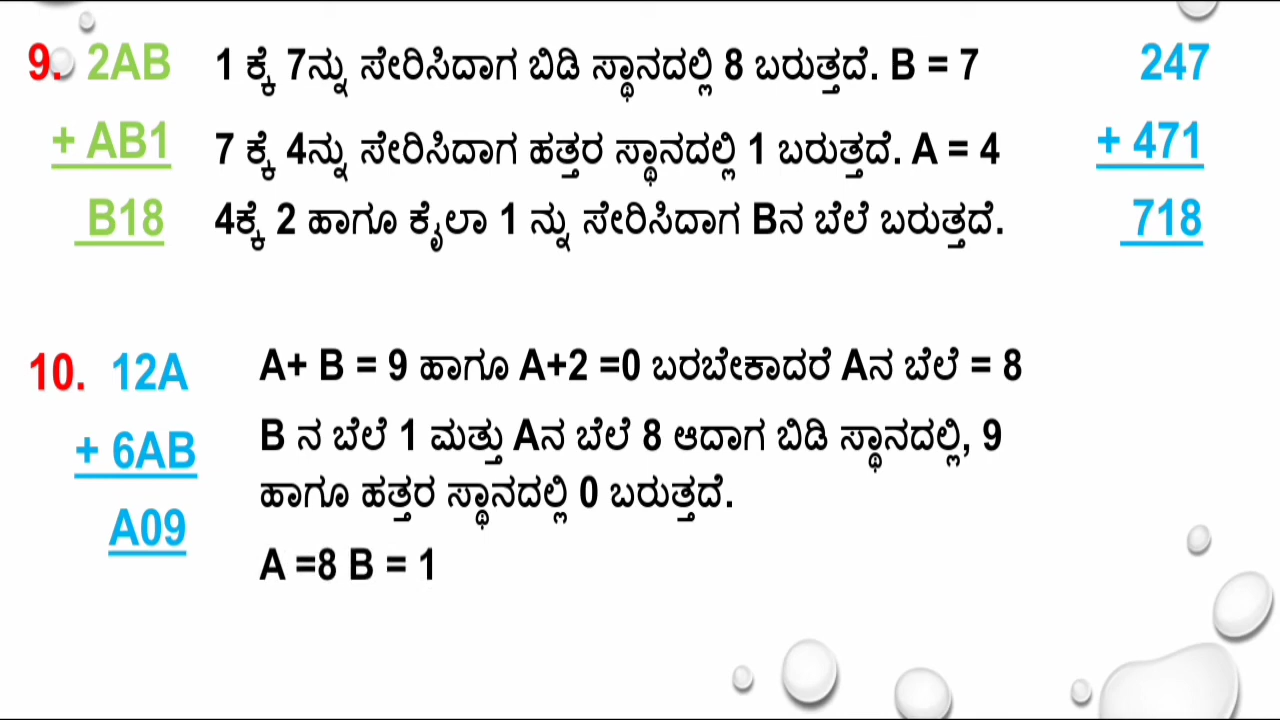 9. 2AB 1 ಕ್ಕೆ 7ನ್ನು ಸೇರಿಸಿದಾಗ ಬಿಡಿ ಸ್ಥಾನದಲ್ಲಿ 8 ಬರುತ್ತದೆ. B = 7 247
+ AB1 7 ಕ್ಕೆ 4ನ್ನು ಸೇರಿಸಿದಾಗ ಹತ್ತರ ಸ್ಥಾನದಲ್ಲಿ 1 ಬರುತ್ತದೆ. A = 4 + 471
B18 4ಕ್ಕೆ 2 ಹಾಗೂ ಕೈಲಾ 1 ನ್ನು ಸೇರಿಸಿದಾಗ Bನ ಬೆಲೆ ಬರುತ್ತದೆ. 718
10. 12A A+ B = 9 ಹಾಗೂ A+2 =0 ಬರಬೇಕಾದರೆ Aನ ಬೆಲೆ = 8
+ 6AB B ನ ಬೆಲೆ 1 ಮತ್ತು Aನ ಬೆಲೆ 8 ಆದಾಗ ಬಿಡಿ ಸ್ಥಾನದಲ್ಲಿ, 9
ಹಾಗೂ ಹತ್ತರ ಸ್ಥಾನದಲ್ಲಿ 0 ಬರುತ್ತದೆ.
A09
A =8 B = 1